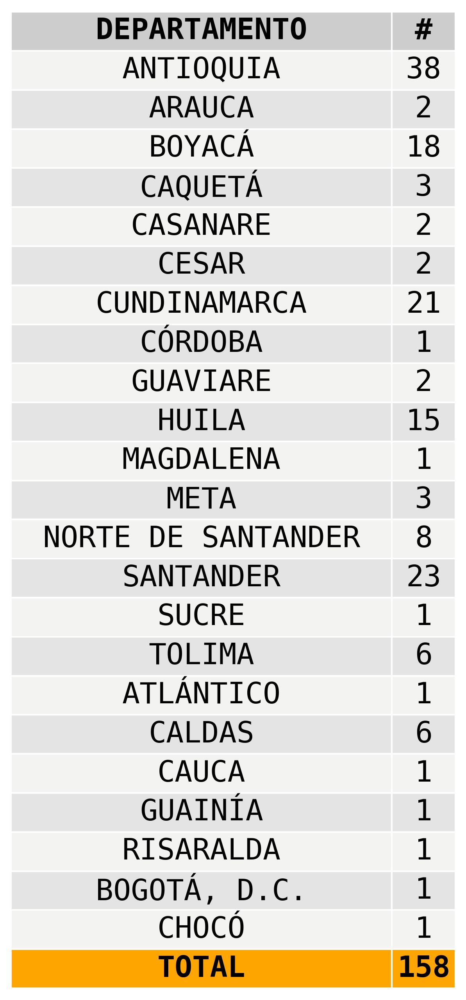 DEPARTAMENTO #
ANTIOQUIA 38
ARAUCA 2
BOYACÁ 18
CAQUETÁ 3
CASANARE 2
CESAR 2
CUNDINAMARCA 21
CÓRDOBA 1
GUAVIARE 2
HUILA 15
MAGDALENA 1
META 3
NORTE DE SANTANDER 8
SANTANDER 23
SUCRE 1
TOLIMA 6
ATLÁNTICO 1
CALDAS 6
CAUCA 1
GUAINÍA 1
RISARALDA 1
BOGOTÁ, D.C. 1
CHOCÓ 1
TOTAL 158